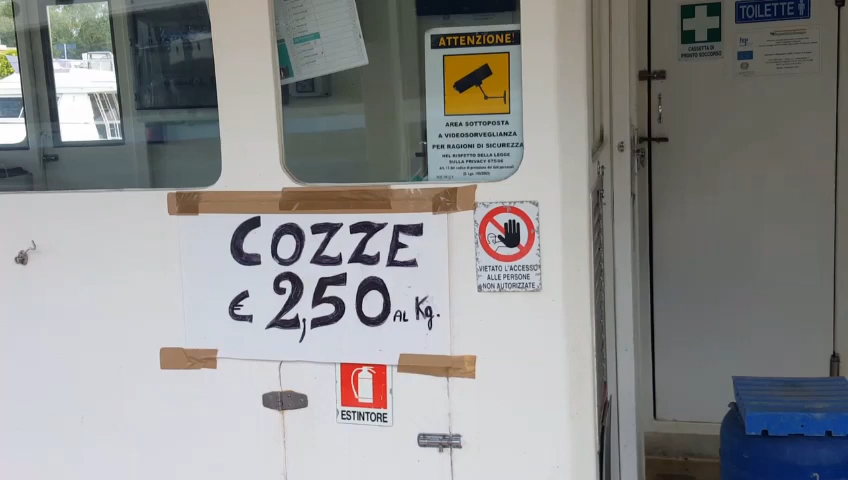 ATTENZIONE!
AREA SOTTOPOSTA
A VIDEOSORVEGLIANZA
PER RAGIONI DI SICUREZZA
NEL RISPETTO DELLA LEGGE
SULLA PRIVACY 675/96
TOILETTE
CASSETTA DI
PRONTO SOCCORSO
COZZE
€ 2,50 AL Kg.
VIETATO L'ACCESSO
ALLE PERSONE
NON AUTORIZZATE
ESTINTORE